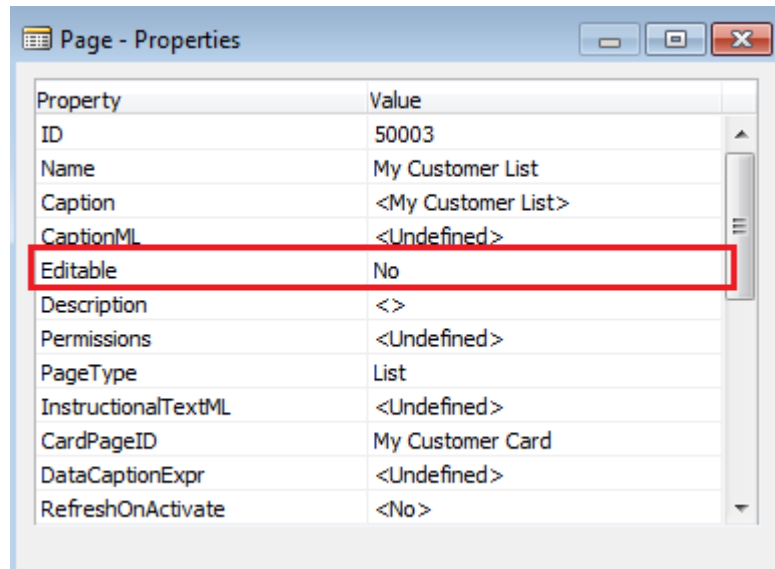 Page - Properties
Property Value
ID 50003
Name My Customer List
Caption <My Customer List>
CaptionML <Undefined>
Editable No
Description <>
Permissions <Undefined>
PageType List
InstructionalTextML <Undefined>
CardPageID My Customer Card
DataCaptionExpr <Undefined>
RefreshOnActivate <No>